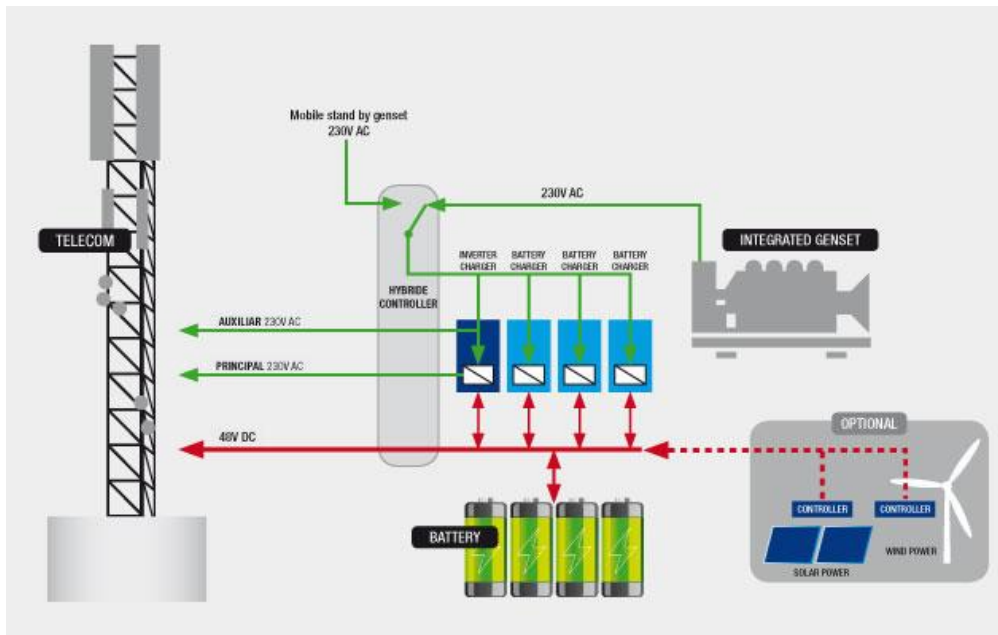 Mobile stand by genset
230V AC
230V AC
TELECOM
INTEGRATED GENSET
INVERTER
CHARGER
BATTERY
CHARGER
BATTERY
CHARGER
BATTERY
CHARGER
HYBRIDE
CONTROLLER
AUXILIAR 230V AC
PRINCIPAL 230V AC
48V DC
OPTIONAL
BATTERY
CONTROLLER
CONTROLLER
WIND POWER
SOLAR POWER